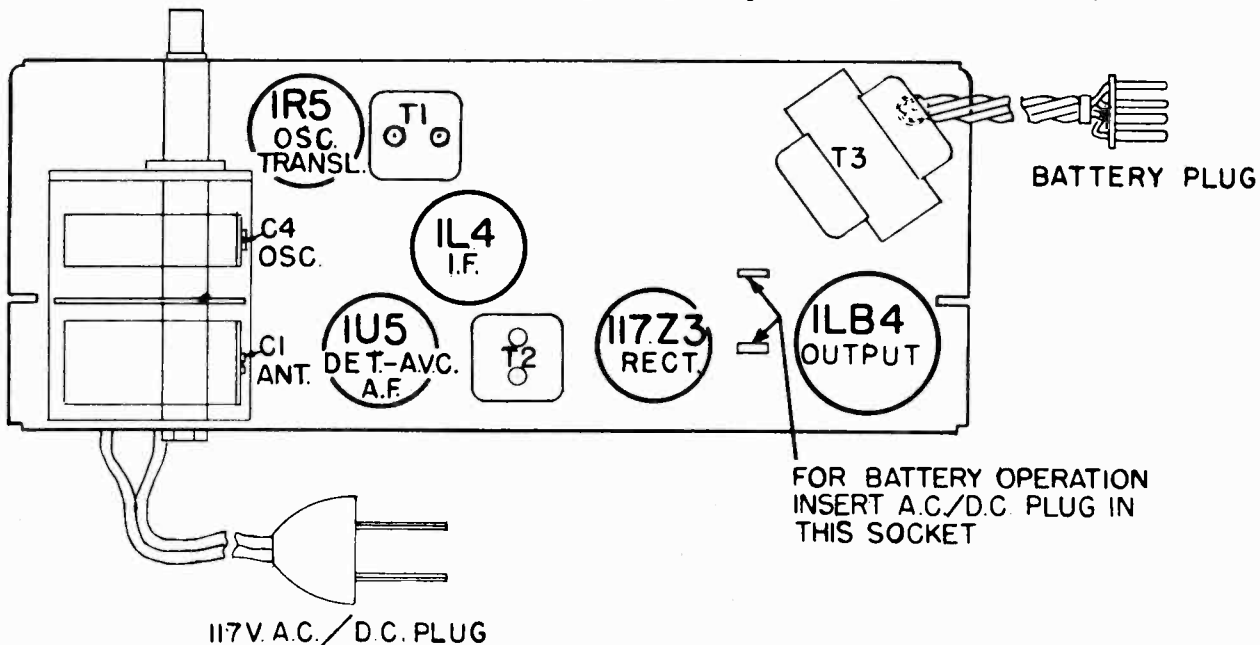 1R5
OSC.
TRANSL.
T1
T3
BATTERY PLUG
C4
OSC.
1L4
I.F.
C1
ANT.
1U5
DET.-A.V.C.
A.F.
T2
117Z3
RECT.
1LB4
OUTPUT
FOR BATTERY OPERATION
INSERT A.C./D.C. PLUG IN
THIS SOCKET
117V. A.C./D.C. PLUG